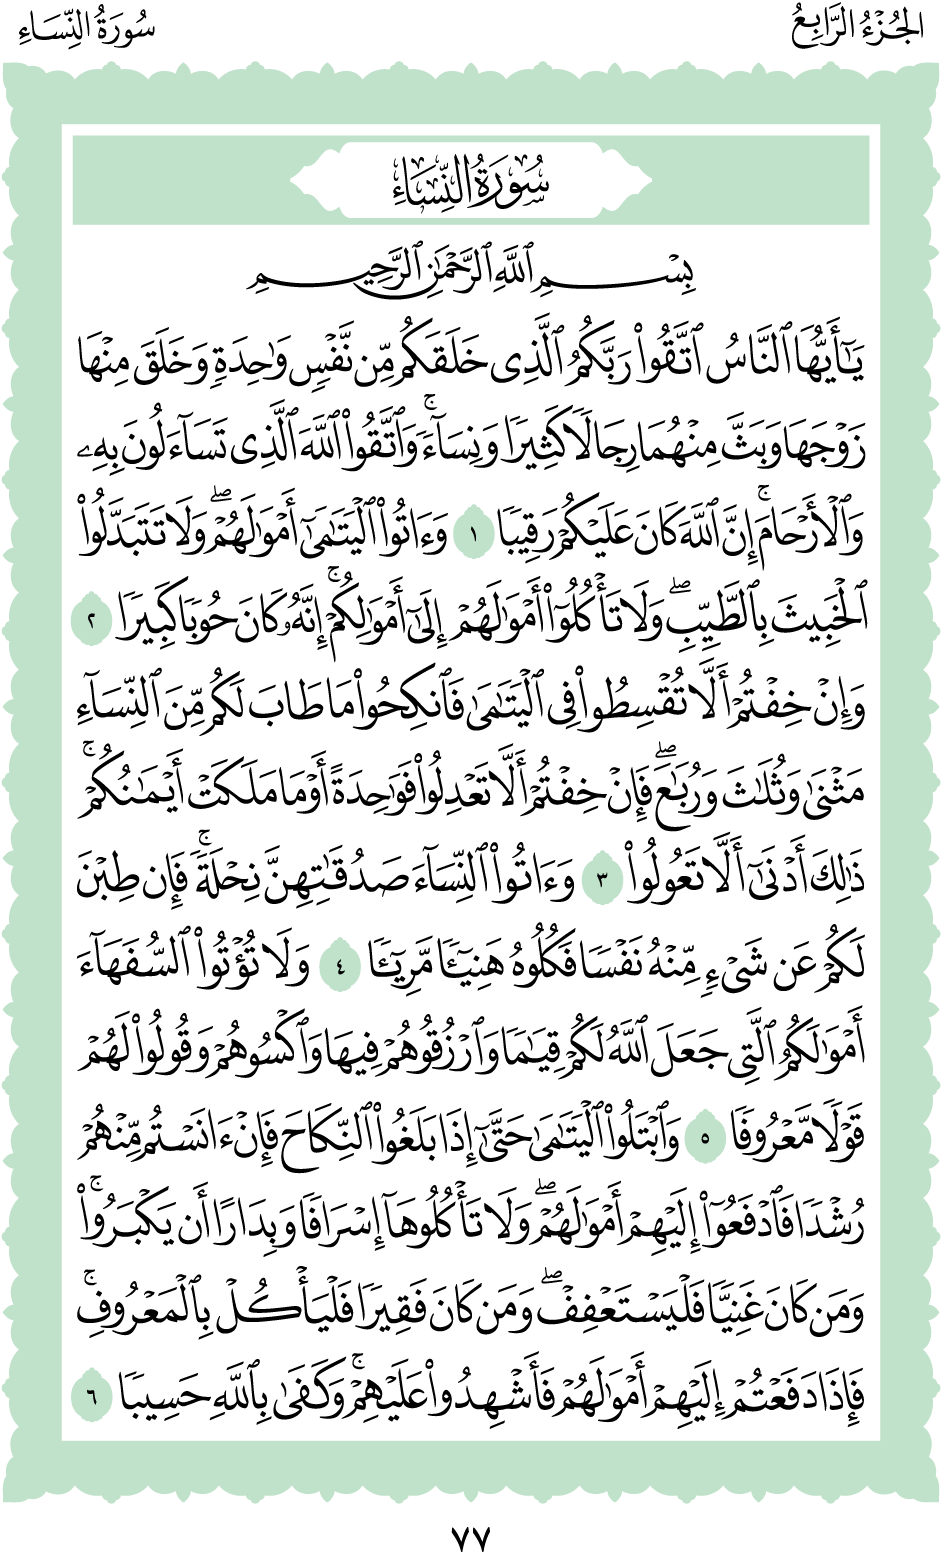 الجُزْءُ الرَّابِعُ
سُورَةُ النِّسَاءِ
سُورَةُ النِّسَاءِ
بِسْمِ ٱللَّهِ ٱلرَّحْمَٰنِ ٱلرَّحِيمِ
يَٰٓأَيُّهَا ٱلنَّاسُ ٱتَّقُواْ رَبَّكُمُ ٱلَّذِى خَلَقَكُم مِّن نَّفْسٍ وَٰحِدَةٍ وَخَلَقَ مِنْهَا
زَوْجَهَا وَبَثَّ مِنْهُمَا رِجَالًا كَثِيرًا وَنِسَآءً ۚ وَٱتَّقُواْ ٱللَّهَ ٱلَّذِى تَسَآءَلُونَ بِهِۦ
وَٱلْأَرْحَامَ ۚ إِنَّ ٱللَّهَ كَانَ عَلَيْكُمْ رَقِيبًا ١ وَءَاتُواْ ٱلْيَتَٰمَىٰٓ أَمْوَٰلَهُمْ ۖ وَلَا تَتَبَدَّلُواْ
ٱلْخَبِيثَ بِٱلطَّيِّبِ ۖ وَلَا تَأْكُلُوٓاْ أَمْوَٰلَهُمْ إِلَىٰٓ أَمْوَٰلِكُمْ ۚ إِنَّهُۥ كَانَ حُوبًا كَبِيرًا ٢
وَإِنْ خِفْتُمْ أَلَّا تُقْسِطُواْ فِى ٱلْيَتَٰمَىٰ فَٱنكِحُواْ مَا طَابَ لَكُم مِّنَ ٱلنِّسَآءِ
مَثْنَىٰ وَثُلَٰثَ وَرُبَٰعَ ۖ فَإِنْ خِفْتُمْ أَلَّا تَعْدِلُواْ فَوَٰحِدَةً أَوْ مَا مَلَكَتْ أَيْمَٰنُكُمْ ۚ
ذَٰلِكَ أَدْنَىٰٓ أَلَّا تَعُولُواْ ٣ وَءَاتُواْ ٱلنِّسَآءَ صَدُقَٰتِهِنَّ نِحْلَةً ۚ فَإِن طِبْنَ
لَكُمْ عَن شَىْءٍ مِّنْهُ نَفْسًا فَكُلُوهُ هَنِيٓـًٔا مَّرِيٓـًٔا ٤ وَلَا تُؤْتُواْ ٱلسُّفَهَآءَ
أَمْوَٰلَكُمُ ٱلَّتِى جَعَلَ ٱللَّهُ لَكُمْ قِيَٰمًا وَٱرْزُقُوهُمْ فِيهَا وَٱكْسُوهُمْ وَقُولُواْ لَهُمْ
قَوْلًا مَّعْرُوفًا ٥ وَٱبْتَلُواْ ٱلْيَتَٰمَىٰ حَتَّىٰٓ إِذَا بَلَغُواْ ٱلنِّكَاحَ فَإِنْ ءَانَسْتُم مِّنْهُمْ
رُشْدًا فَٱدْفَعُوٓاْ إِلَيْهِمْ أَمْوَٰلَهُمْ ۖ وَلَا تَأْكُلُوهَآ إِسْرَافًا وَبِدَارًا أَن يَكْبَرُواْ ۚ
وَمَن كَانَ غَنِيًّا فَلْيَسْتَعْفِفْ ۖ وَمَن كَانَ فَقِيرًا فَلْيَأْكُلْ بِٱلْمَعْرُوفِ ۚ
فَإِذَا دَفَعْتُمْ إِلَيْهِمْ أَمْوَٰلَهُمْ فَأَشْهِدُواْ عَلَيْهِمْ ۚ وَكَفَىٰ بِٱللَّهِ حَسِيبًا ٦
٧٧